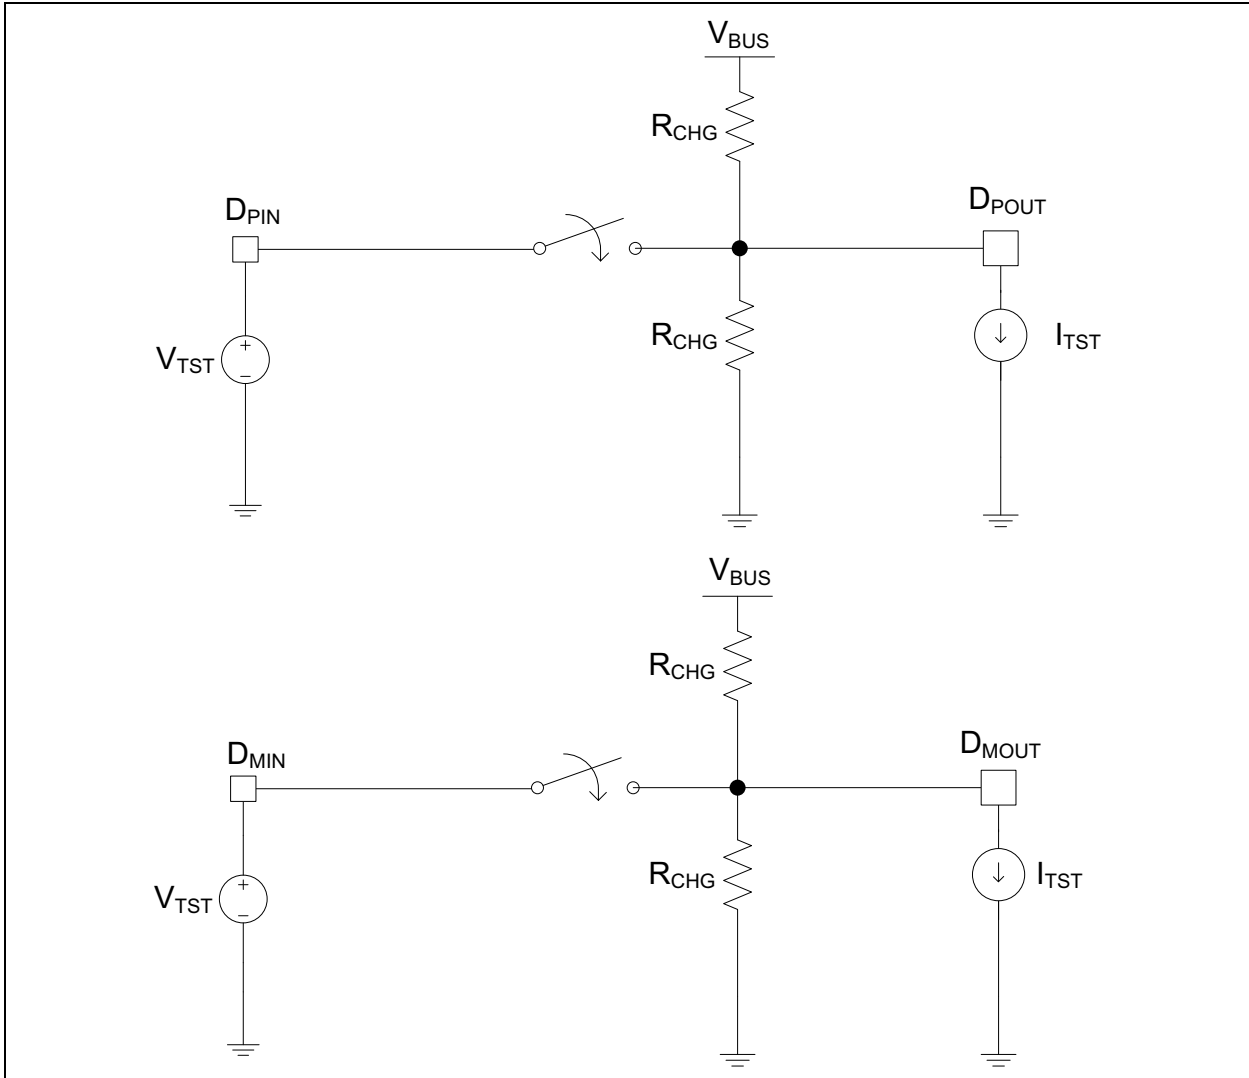 VBUS
RCHG
DPIN
DPOUT
RCHG
VTST
+
−
ITST
VBUS
RCHG
DMIN
DMOUT
RCHG
VTST
+
−
ITST